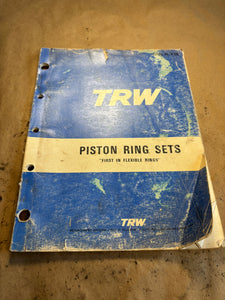 TRW
PISTON RING SETS
"FIRST IN FLEXIBLE RINGS"
TRW